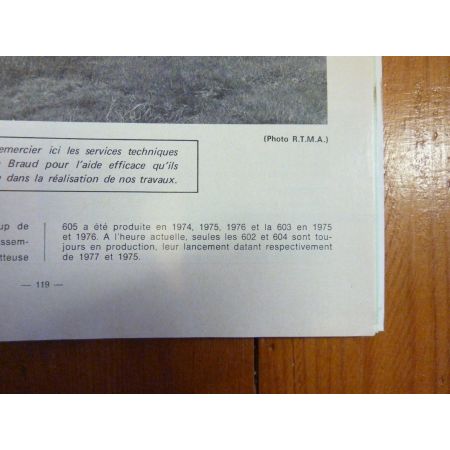 (Photo R.T.M.A.)
emercier ici les services techniques
Braud pour l'aide efficace qu'ils
dans la réalisation de nos travaux.
up de
ssem-
tteuse
605 a été produite en 1974, 1975, 1976 et la 603 en 1975
et 1976. A l'heure actuelle, seules les 602 et 604 sont tou-
jours en production, leur lancement datant respectivement
de 1977 et 1975.
— 119 —